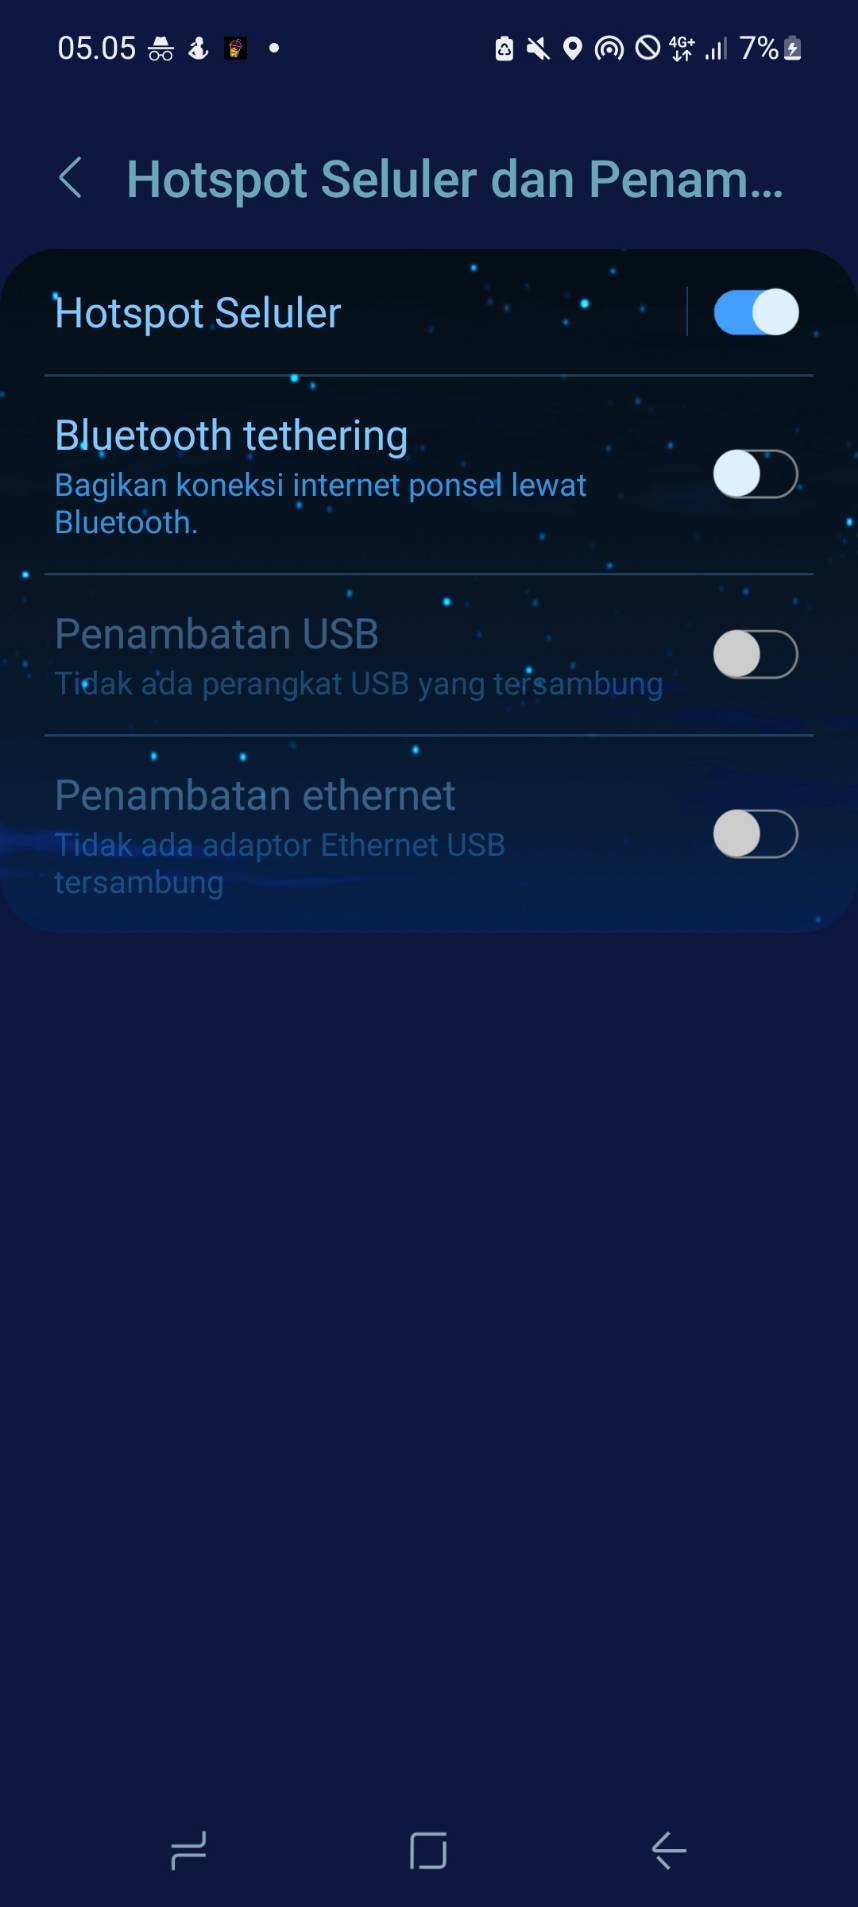 05.05
4G+
7%
Hotspot Seluler dan Penam...
Hotspot Seluler
Bluetooth tethering
Bagikan koneksi internet ponsel lewat
Bluetooth.
Penambatan USB
Tidak ada perangkat USB yang tersambung
Penambatan ethernet
Tidak ada adaptor Ethernet USB
tersambung